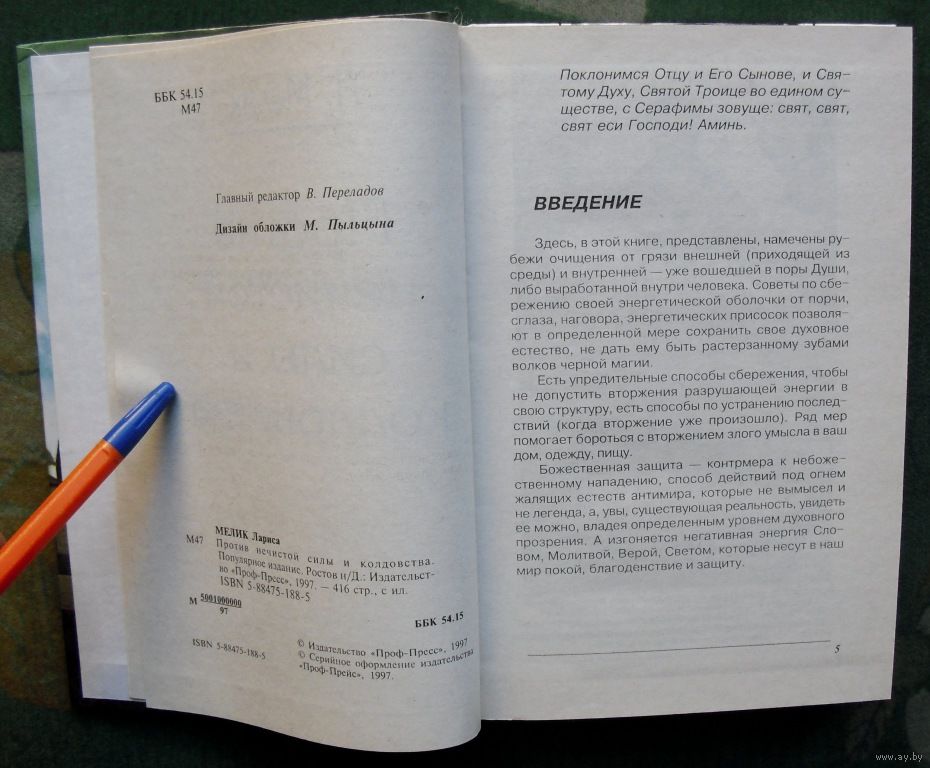 ББК 54.15
М47
Главный редактор В. Переладов
Дизайн обложки М. Пыльцына
МЕЛИК Лариса
М47 Против нечистой силы и колдовства.
Популярное издание. Ростов н/Д.: Издательст-
во «Проф-Пресс», 1997. — 416 стр., с ил.
ISBN 5-88475-188-5
М 5001000000
97
ББК 54.15
ISBN 5-88475-188-5
© Издательство «Проф-Пресс», 1997
© Серийное оформление издательства
«Проф-Прейс», 1997.
Поклонимся Отцу и Его Сынове, и Свя-
тому Духу, Святой Троице во едином су-
ществе, с Серафимы зовуще: свят, свят,
свят еси Господи! Аминь.
ВВЕДЕНИЕ
Здесь, в этой книге, представлены, намечены ру-
бежи очищения от грязи внешней (приходящей из
среды) и внутренней — уже вошедшей в поры Души,
либо выработанной внутри человека. Советы по сбе-
режению своей энергетической оболочки от порчи,
сглаза, наговора, энергетических присосок позволя-
ют в определенной мере сохранить свое духовное
естество, не дать ему быть растерзанному зубами
волков черной магии.
Есть упредительные способы сбережения, чтобы
не допустить вторжения разрушающей энергии в
свою структуру, есть способы по устранению послед-
ствий (когда вторжение уже произошло). Ряд мер
помогает бороться с вторжением злого умысла в ваш
дом, одежду, пищу.
Божественная защита — контрмера к небоже-
ственному нападению, способ действий под огнем
жалящих естеств антимира, которые не вымысел и
не легенда, а, увы, существующая реальность, увидеть
ее можно, владея определенным уровнем духовного
прозрения. А изгоняется негативная энергия Сло-
вом, Молитвой, Верой, Светом, которые несут в наш
мир покой, благоденствие и защиту.
5
www.ay.by